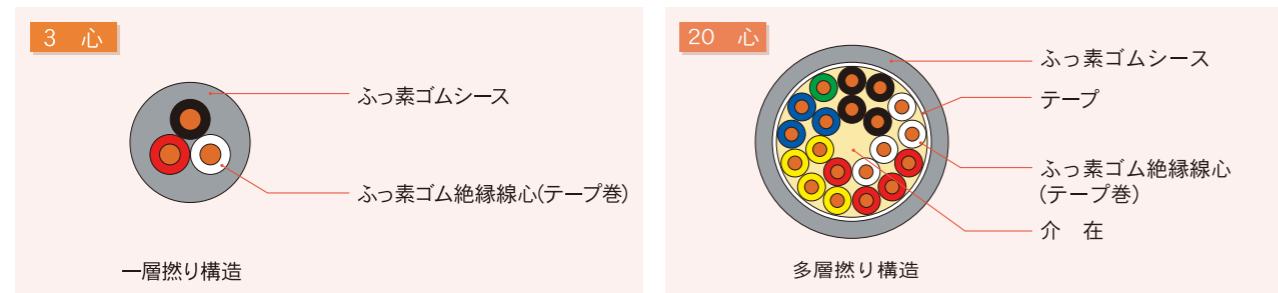 3 心
ふっ素ゴムシース
ふっ素ゴム絶縁線心(テープ巻)
一層撚り構造
20 心
ふっ素ゴムシース
テープ
ふっ素ゴム絶縁線心
(テープ巻)
介 在
多層撚り構造